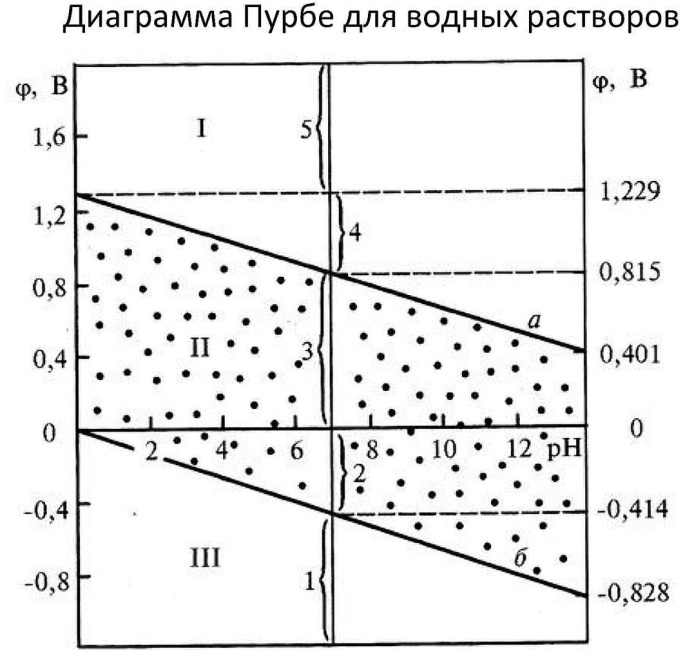 Диаграмма Пурбе для водных растворов
φ, В
φ, В
1,6
I
5
1,229
1,2
4
0,815
0,8
а
II
3
0,401
0,4
0
0
2
4
6
8
10
12
pH
2
-0,4
-0,414
III
б
1
-0,8
-0,828